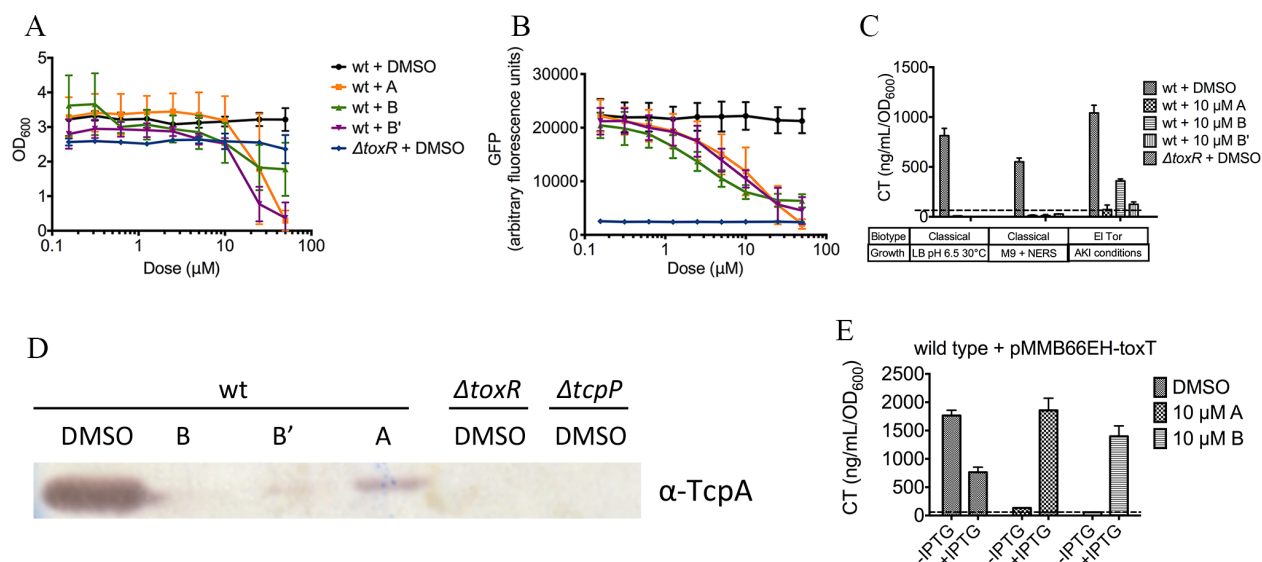 A
5
4
3
2
1
0
OD600
0.1
1
10
100
Dose (µM)
wt + DMSO
wt + A
wt + B
wt + B'
ΔtoxR + DMSO
B
30000
20000
10000
0
GFP
(arbitrary fluorescence units)
0.1
1
10
100
Dose (µM)
C
1500
1000
500
0
CT (ng/mL/OD600)
wt + DMSO
wt + 10 µM A
wt + 10 µM B
wt + 10 µM B'
ΔtoxR + DMSO
Biotype Classical Classical El Tor
Growth LB pH 6.5 30°C M9 + NERS AKI conditions
D
wt ΔtoxR ΔtcpP
DMSO B B′ A DMSO DMSO
α-TcpA
E
wild type + pMMB66EH-toxT
2500
2000
1500
1000
500
0
CT (ng/mL/OD600)
-IPTG
+IPTG
-IPTG
+IPTG
-IPTG
+IPTG
DMSO
10 µM A
10 µM B